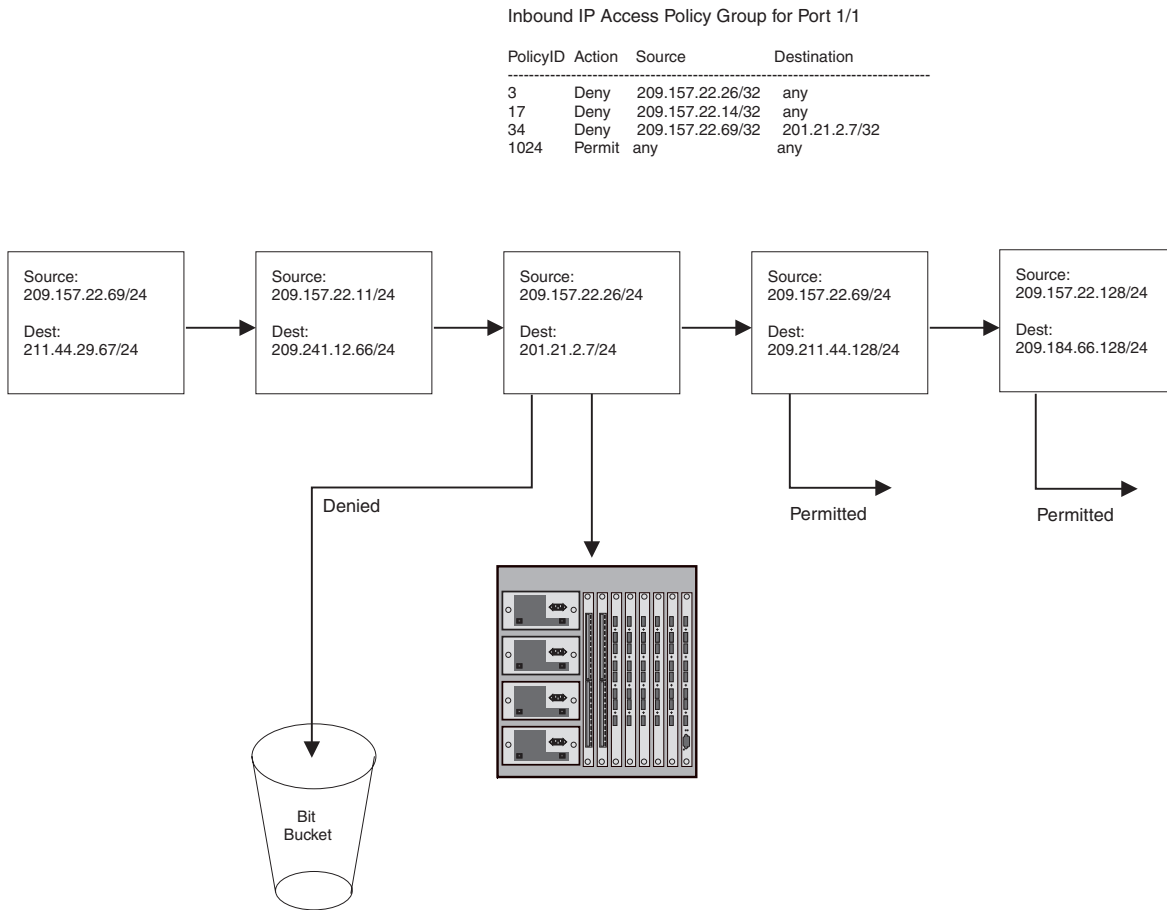 Inbound IP Access Policy Group for Port 1/1
PolicyID Action Source Destination
--------------------------------------------------------------------------------
3 Deny 209.157.22.26/32 any
17 Deny 209.157.22.14/32 any
34 Deny 209.157.22.69/32 201.21.2.7/32
1024 Permit any any
Source:
209.157.22.69/24
Dest:
211.44.29.67/24
Source:
209.157.22.11/24
Dest:
209.241.12.66/24
Source:
209.157.22.26/24
Dest:
201.21.2.7/24
Source:
209.157.22.69/24
Dest:
209.211.44.128/24
Source:
209.157.22.128/24
Dest:
209.184.66.128/24
Denied
Permitted
Permitted
Bit
Bucket